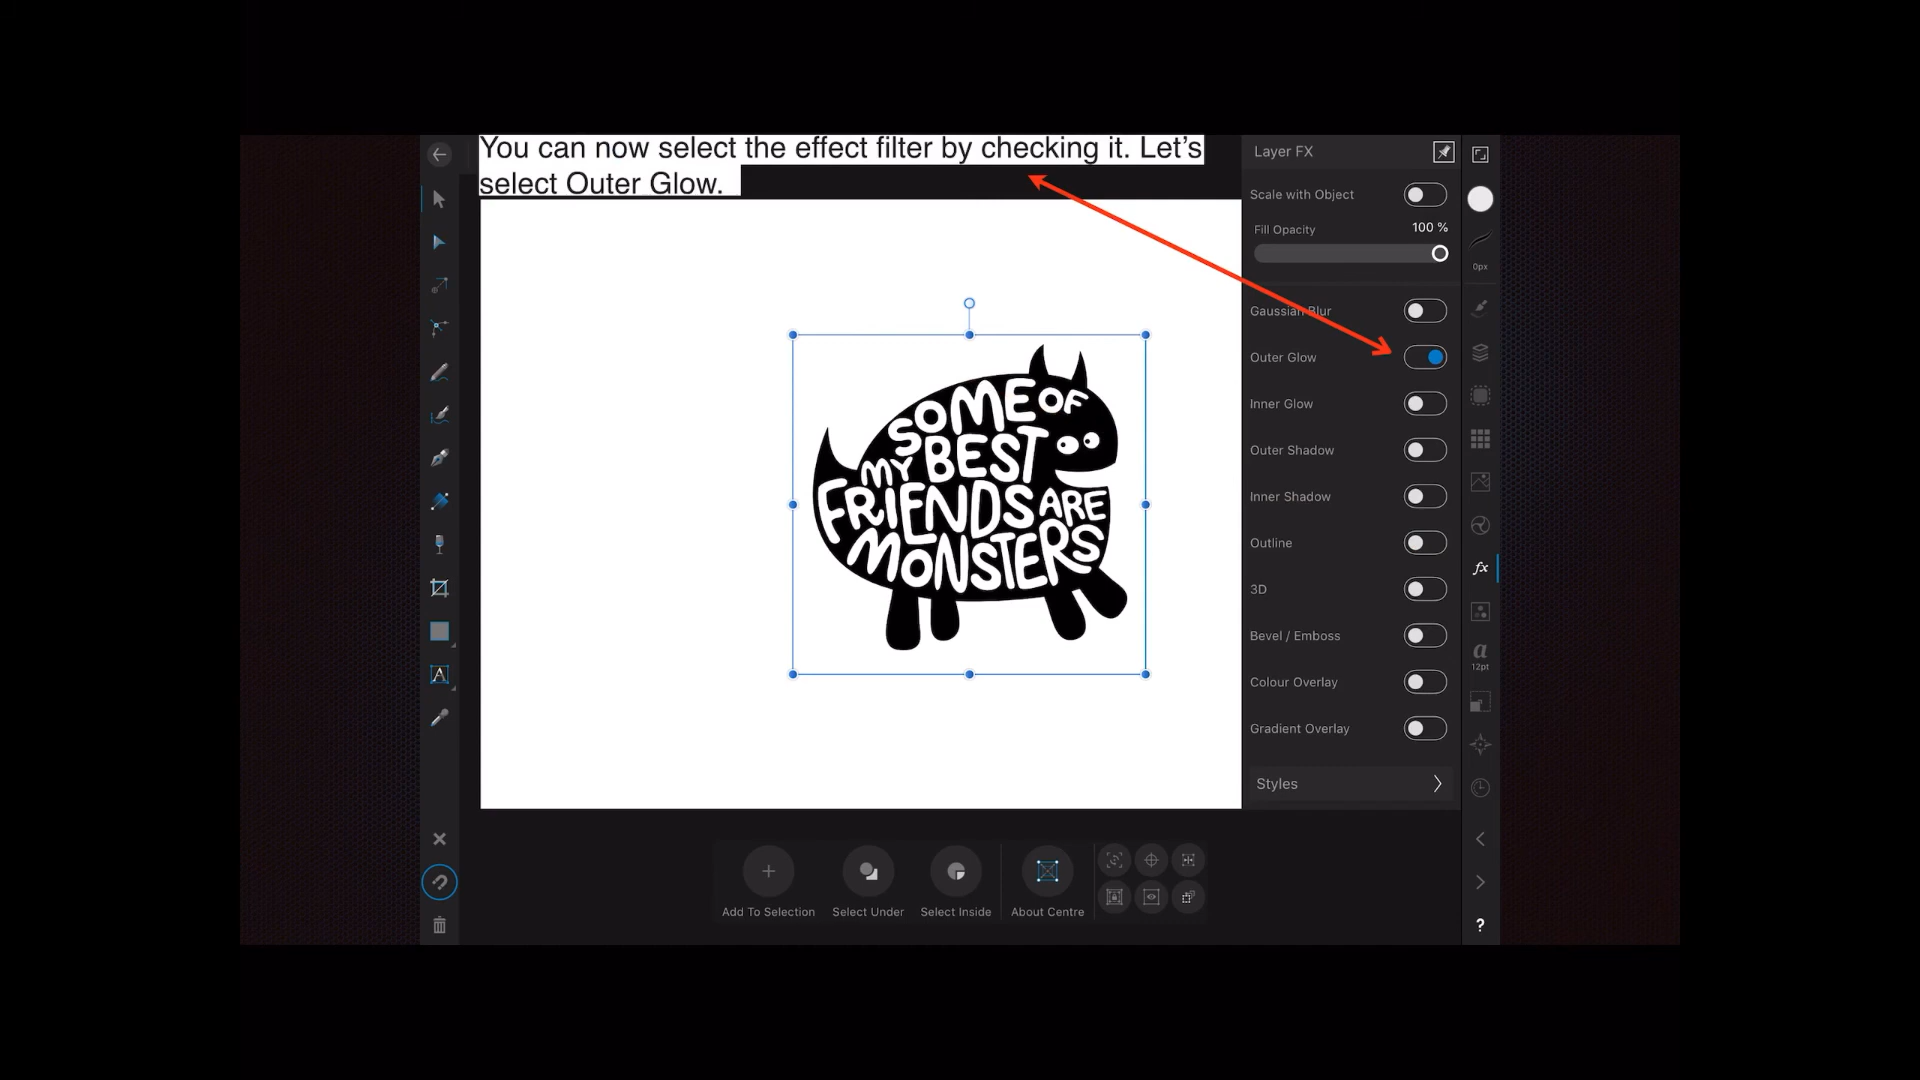 You can now select the effect filter by checking it. Let's
select Outer Glow.
Layer FX
Scale with Object
Fill Opacity 100 %
0px
Gaussian Blur
Outer Glow
Inner Glow
Outer Shadow
Inner Shadow
Outline
3D
Bevel / Emboss
Colour Overlay
Gradient Overlay
Styles
SOME OF
MY BEST
FRIENDS ARE
MONSTERS
fx
a
12pt
A
Add To Selection
Select Under
Select Inside
About Centre
?